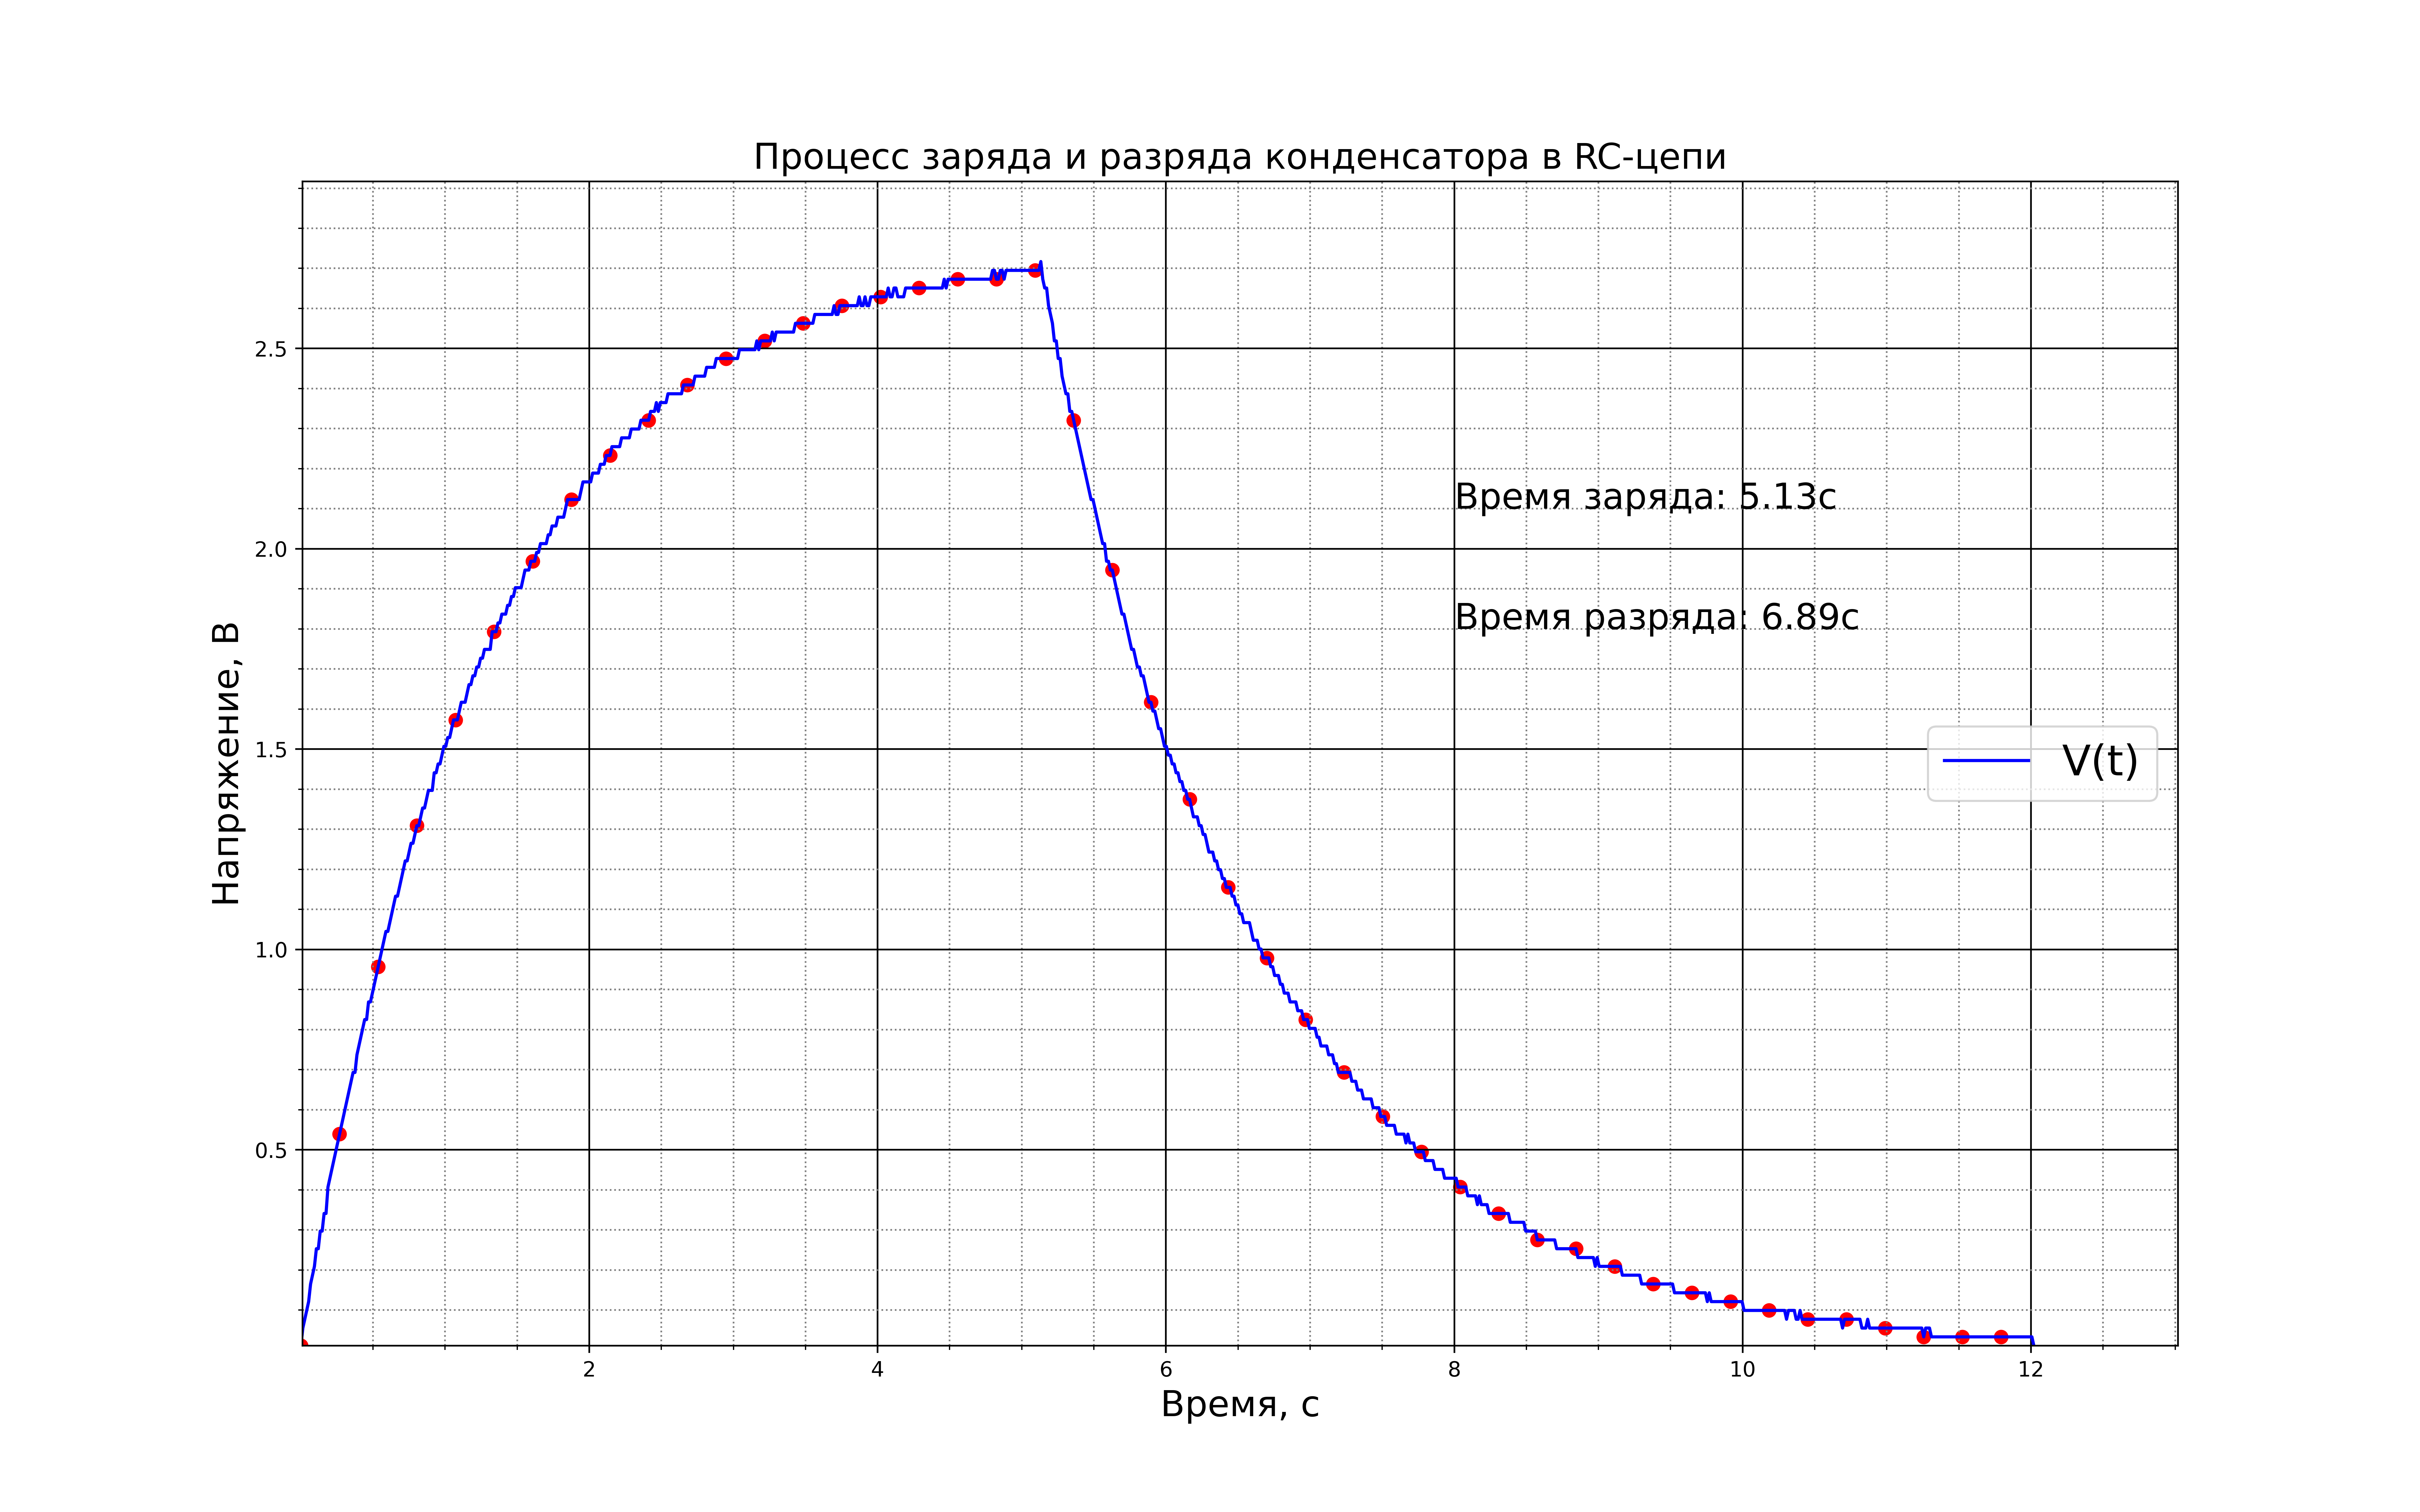 Процесс заряда и разряда конденсатора в RC-цепи
Напряжение, В
2.5
2.0
1.5
1.0
0.5
Время заряда: 5.13с
Время разряда: 6.89с
V(t)
2 4 6 8 10 12
Время, с